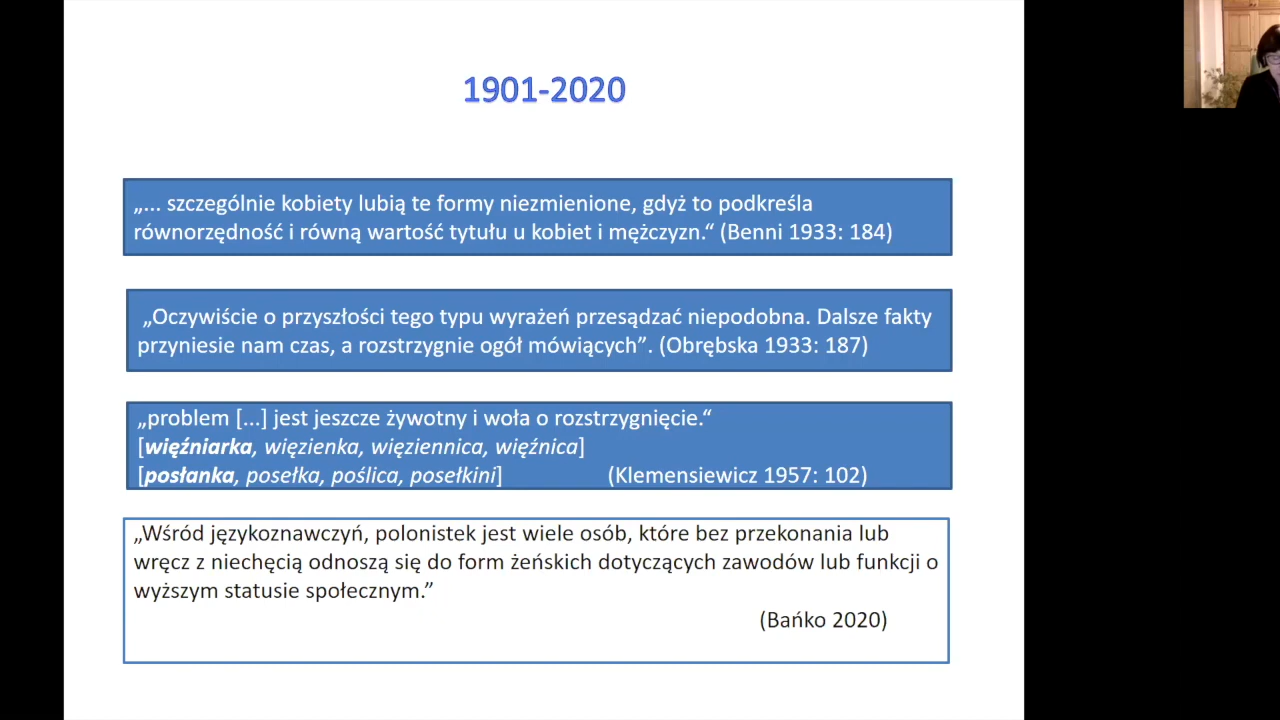 1901-2020
„... szczególnie kobiety lubią te formy niezmienione, gdyż to podkreśla
równorzędność i równą wartość tytułu u kobiet i mężczyzn.“ (Benni 1933: 184)
„Oczywiście o przyszłości tego typu wyrażeń przesądzać niepodobna. Dalsze fakty
przyniesie nam czas, a rozstrzygnie ogół mówiących”. (Obrębska 1933: 187)
„problem [...] jest jeszcze żywotny i woła o rozstrzygnięcie.“
[więźniarka, więzienka, więziennica, więźnica]
[posłanka, posełka, poślica, posełkini] (Klemensiewicz 1957: 102)
„Wśród językoznawczyń, polonistek jest wiele osób, które bez przekonania lub
wręcz z niechęcią odnoszą się do form żeńskich dotyczących zawodów lub funkcji o
wyższym statusie społecznym.”
(Bańko 2020)